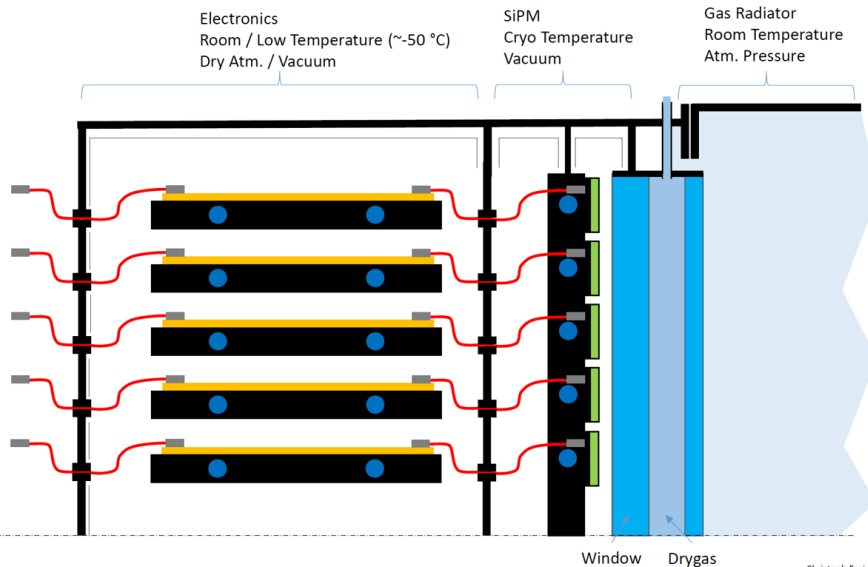 Electronics
Room / Low Temperature (~-50 °C)
Dry Atm. / Vacuum
SiPM
Cryo Temperature
Vacuum
Gas Radiator
Room Temperature
Atm. Pressure
Window
Drygas